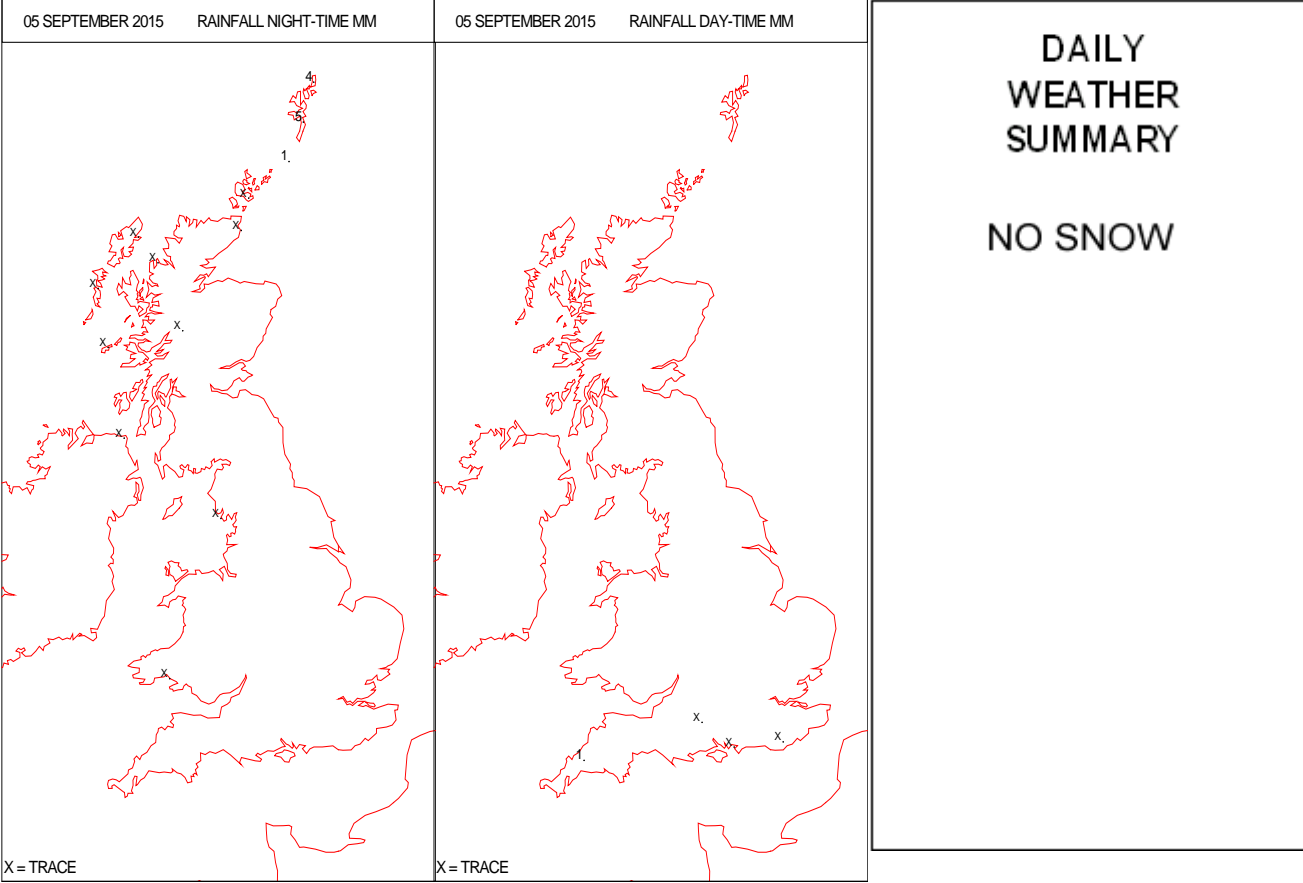 05 SEPTEMBER 2015 RAINFALL NIGHT-TIME MM
4.
5.
1.
X.
X.
X.
X.
X.
X.
X.
X.
X.
X.
X = TRACE
05 SEPTEMBER 2015 RAINFALL DAY-TIME MM
X.
X.
X.
1.
X = TRACE
DAILY
WEATHER
SUMMARY
NO SNOW